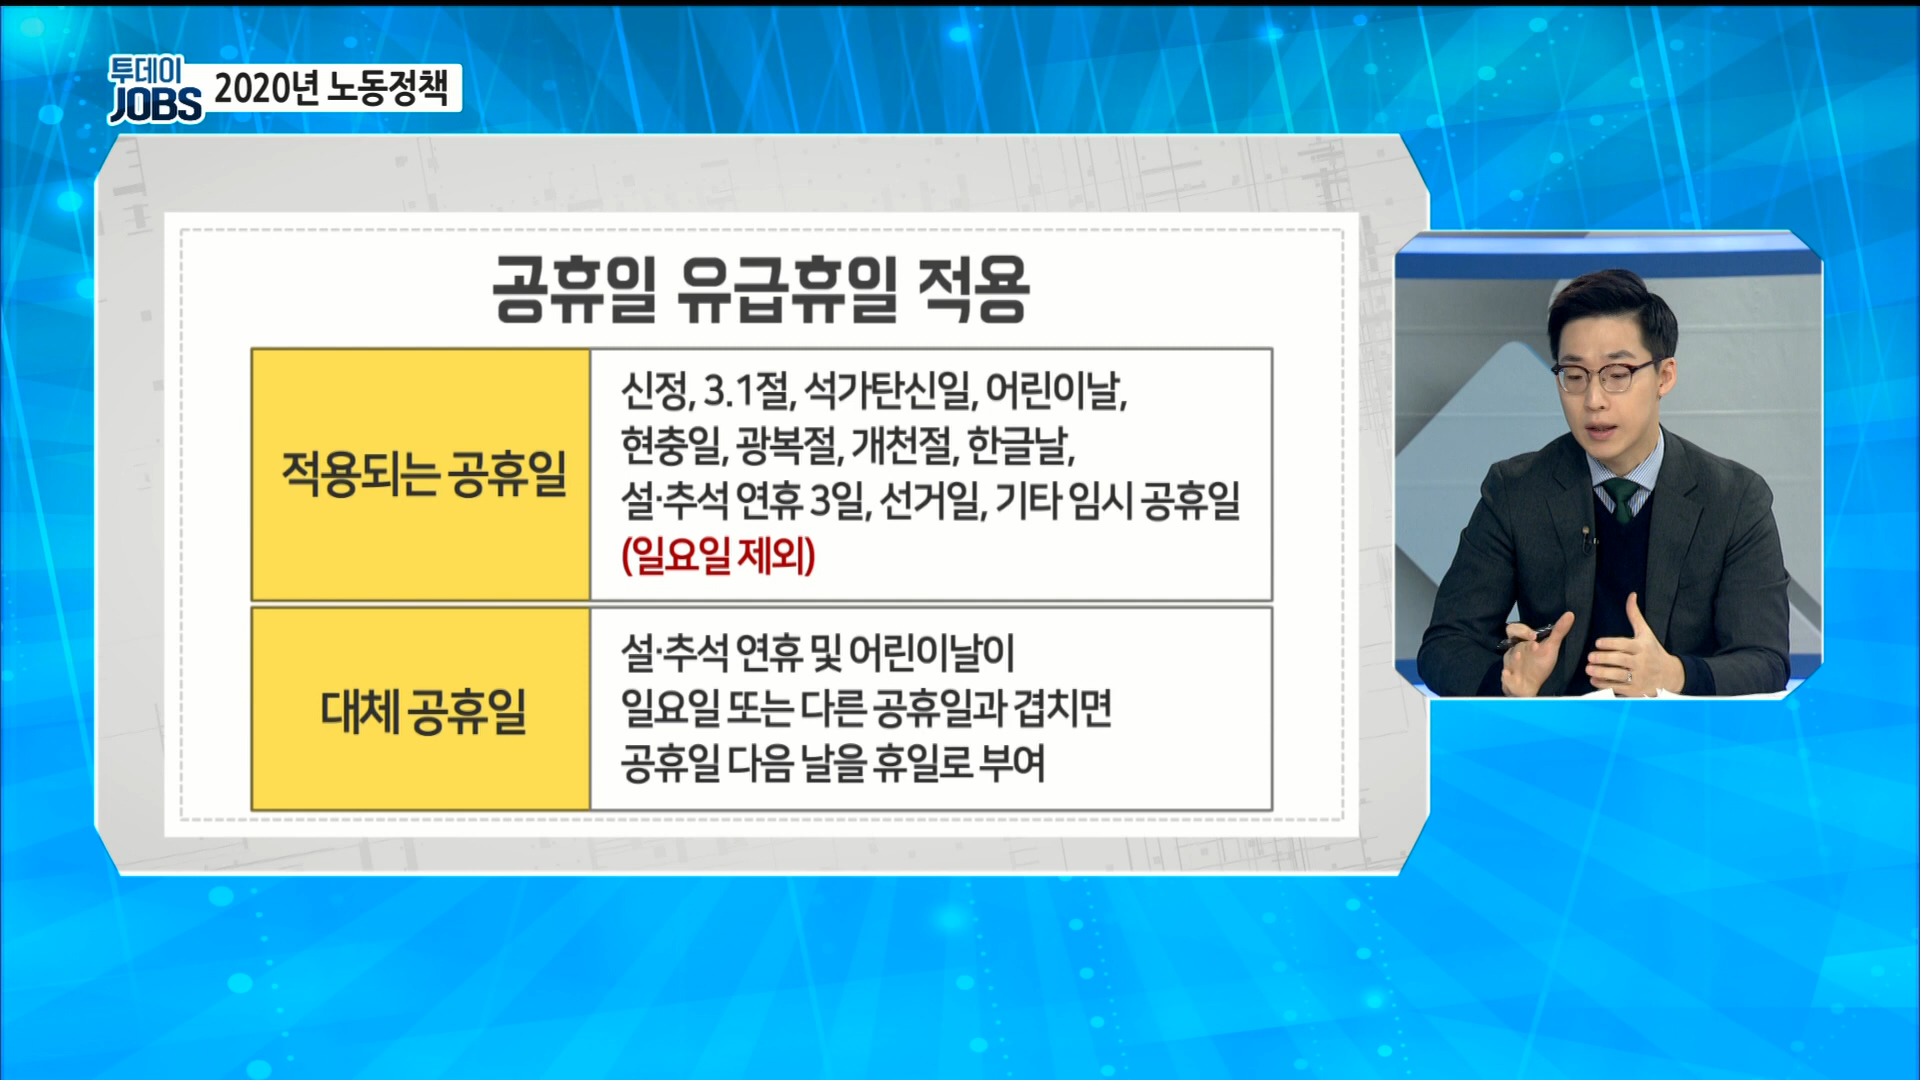 투데이
JOBS
2020년 노동정책
공휴일 유급휴일 적용
적용되는 공휴일
신정, 3.1절, 석가탄신일, 어린이날,
현충일, 광복절, 개천절, 한글날,
설·추석 연휴 3일, 선거일, 기타 임시 공휴일
(일요일 제외)
대체 공휴일
설·추석 연휴 및 어린이날이
일요일 또는 다른 공휴일과 겹치면
공휴일 다음 날을 휴일로 부여